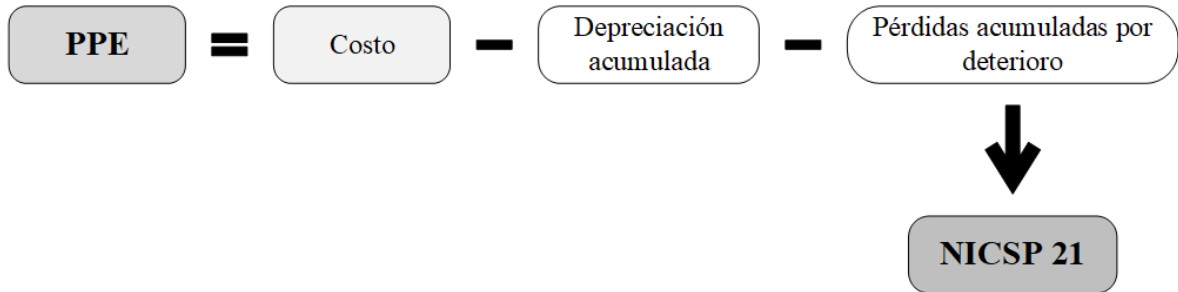 PPE
Costo
Depreciación
acumulada
Pérdidas acumuladas por
deterioro
NICSP 21